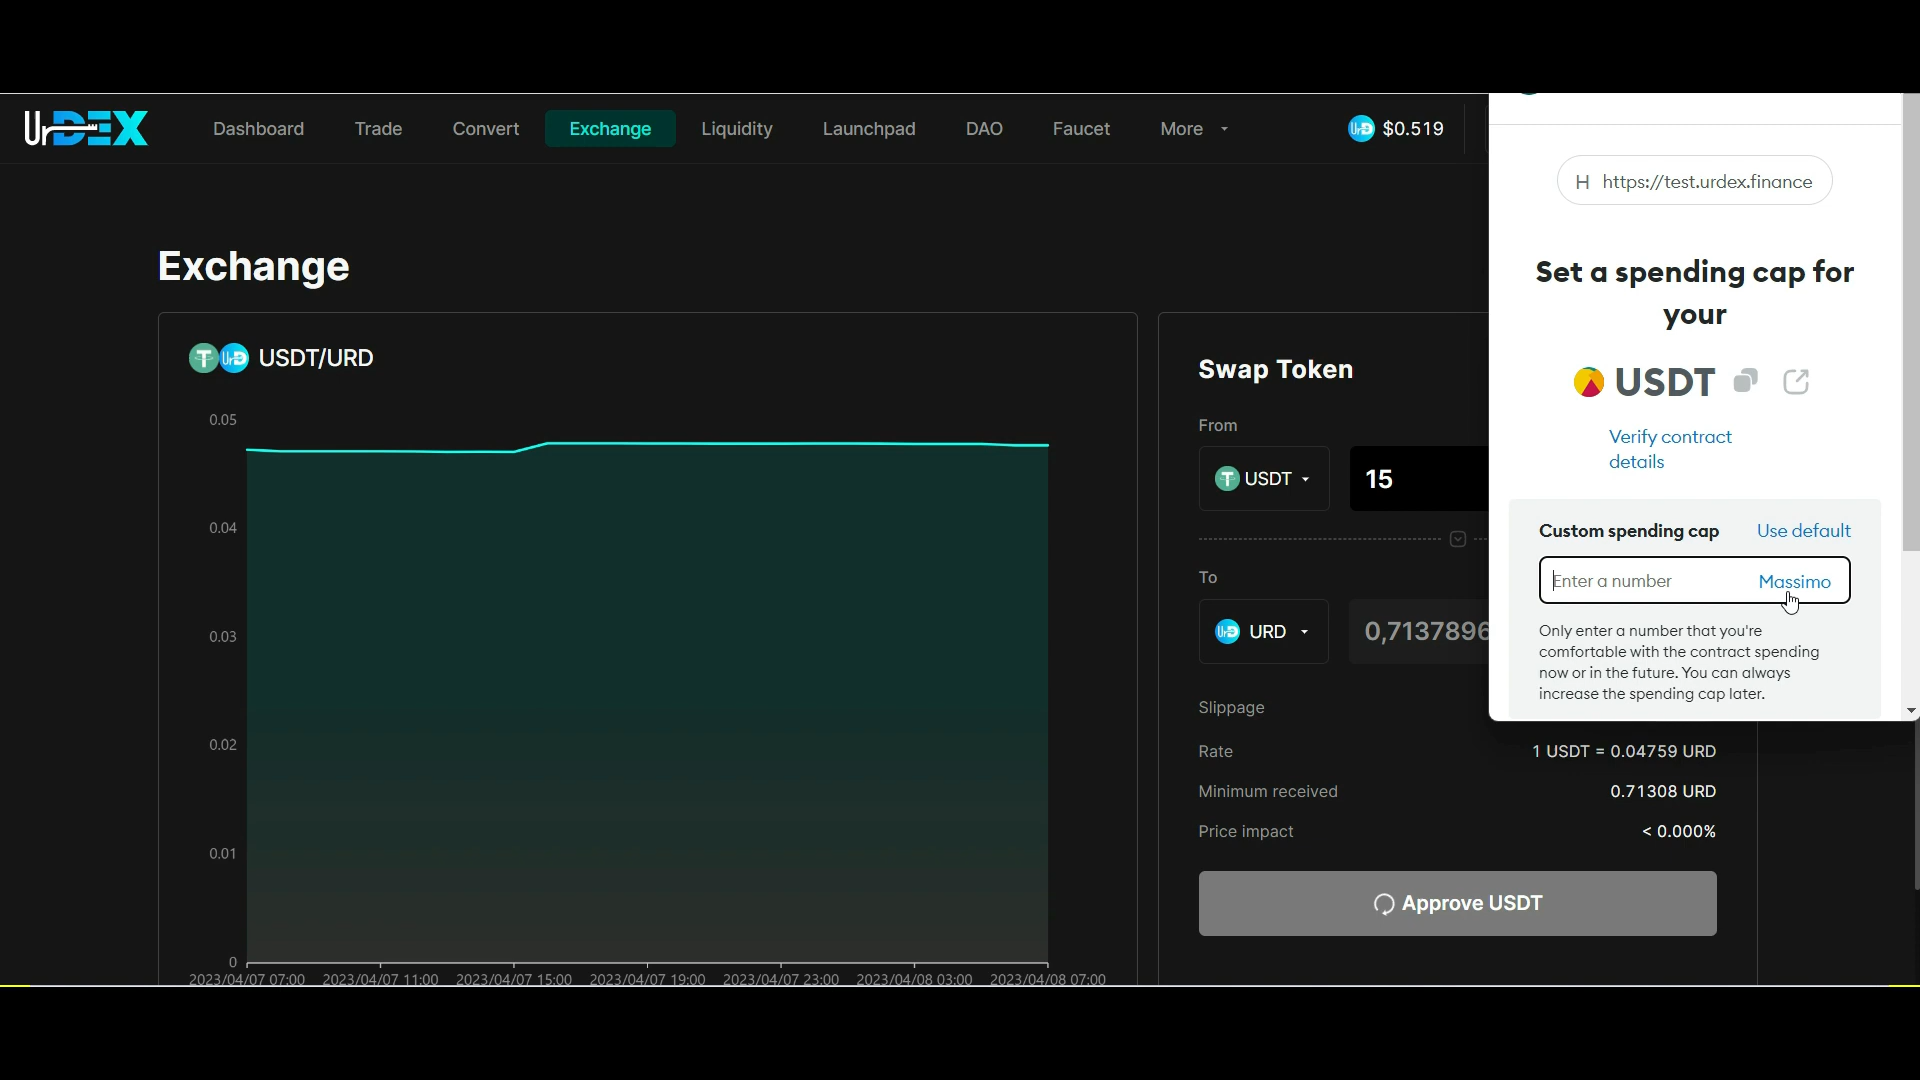 UrDEX
Dashboard
Trade
Convert
Exchange
Liquidity
Launchpad
DAO
Faucet
More
UrD $0.519
Exchange
T UrD USDT/URD
0.05
0.04
0.03
0.02
0.01
0
2023/04/07 07:00 2023/04/07 11:00 2023/04/07 15:00 2023/04/07 19:00 2023/04/07 23:00 2023/04/08 03:00 2023/04/08 07:00
Swap Token
From
T USDT
15
To
UrD URD
0,7137896
Slippage
Rate 1 USDT = 0.04759 URD
Minimum received 0.71308 URD
Price impact < 0.000%
Approve USDT
H https://test.urdex.finance
Set a spending cap for
your
USDT
Verify contract
details
Custom spending cap Use default
Enter a number Massimo
Only enter a number that you're
comfortable with the contract spending
now or in the future. You can always
increase the spending cap later.